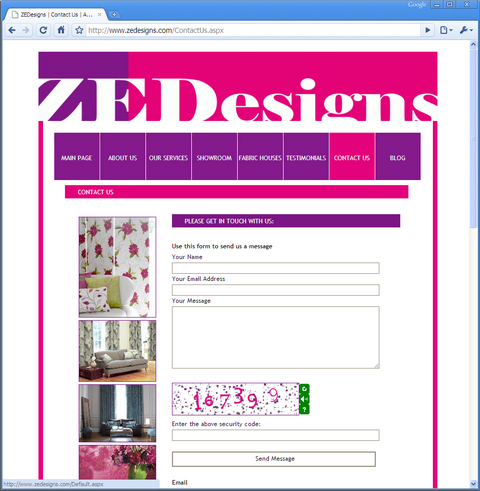 Google
ZEDesigns | Contact Us | A...
http://www.zedesigns.com/ContactUs.aspx
ZEDesigns
MAIN PAGE
ABOUT US
OUR SERVICES
SHOWROOM
FABRIC HOUSES
TESTIMONIALS
CONTACT US
BLOG
CONTACT US
PLEASE GET IN TOUCH WITH US:
Use this form to send us a message
Your Name
Your Email Address
Your Message
167399
?
Enter the above security code:
Send Message
Email
http://www.zedesigns.com/Default.aspx